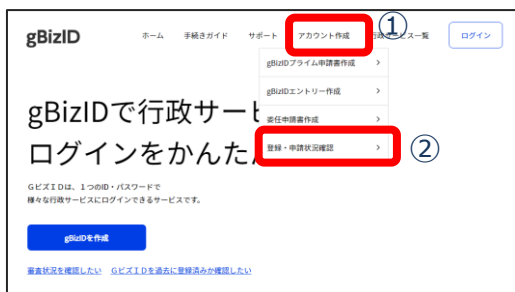 gBizID ホーム 手続きガイド サポート アカウント作成 ① サービス一覧 ログイン
gBizIDプライム申請書作成 >
gBizIDエントリー作成 >
委任申請書作成 >
登録・申請状況確認 > ②
gBizIDで行政サー
ログインをかんた
GビズIDは、1つのID・パスワードで
様々な行政サービスにログインできるサービスです。
gBizIDを作成
審査状況を確認したい GビズIDを過去に登録済みか確認したい